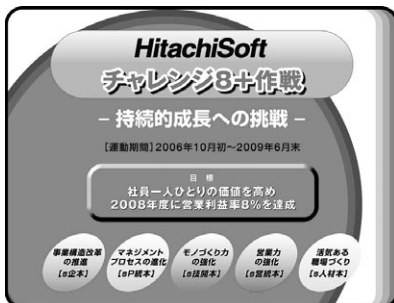 HitachiSoft
チャレンジ8+作戦
– 持続的成長への挑戦 –
［運動期間］2006年10月初～2009年6月末
目 標
社員一人ひとりの価値を高め
2008年度に営業利益率8%を達成
事業構造改革
の推進
【s企本】
マネジメント
プロセスの進化
【sP統本】
モノづくり力
の強化
【s技開本】
営業力
の強化
【s営統本】
活気ある
職場づくり
【s人材本】